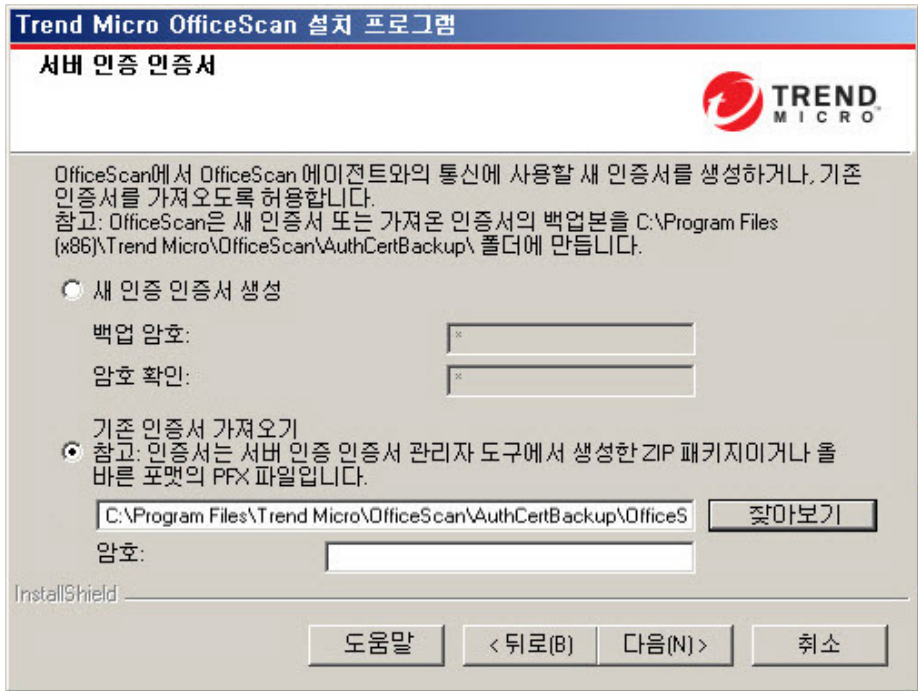 Trend Micro OfficeScan 설치 프로그램
서버 인증 인증서
TREND
MICRO
OfficeScan에서 OfficeScan 에이전트와의 통신에 사용할 새 인증서를 생성하거나, 기존
인증서를 가져오도록 허용합니다.
참고: OfficeScan은 새 인증서 또는 가져온 인증서의 백업본을 C:\Program Files
(x86)\Trend Micro\OfficeScan\AuthCertBackup\ 폴더에 만듭니다.
새 인증 인증서 생성
백업 암호:
*
암호 확인:
*
기존 인증서 가져오기
참고: 인증서는 서버 인증 인증서 관리자 도구에서 생성한 ZIP 패키지이거나 올
바른 포맷의 PFX 파일입니다.
C:\Program Files\Trend Micro\OfficeScan\AuthCertBackup\OfficeS
찾아보기
암호:
InstallShield
도움말
< 뒤로(B)
다음(N) >
취소